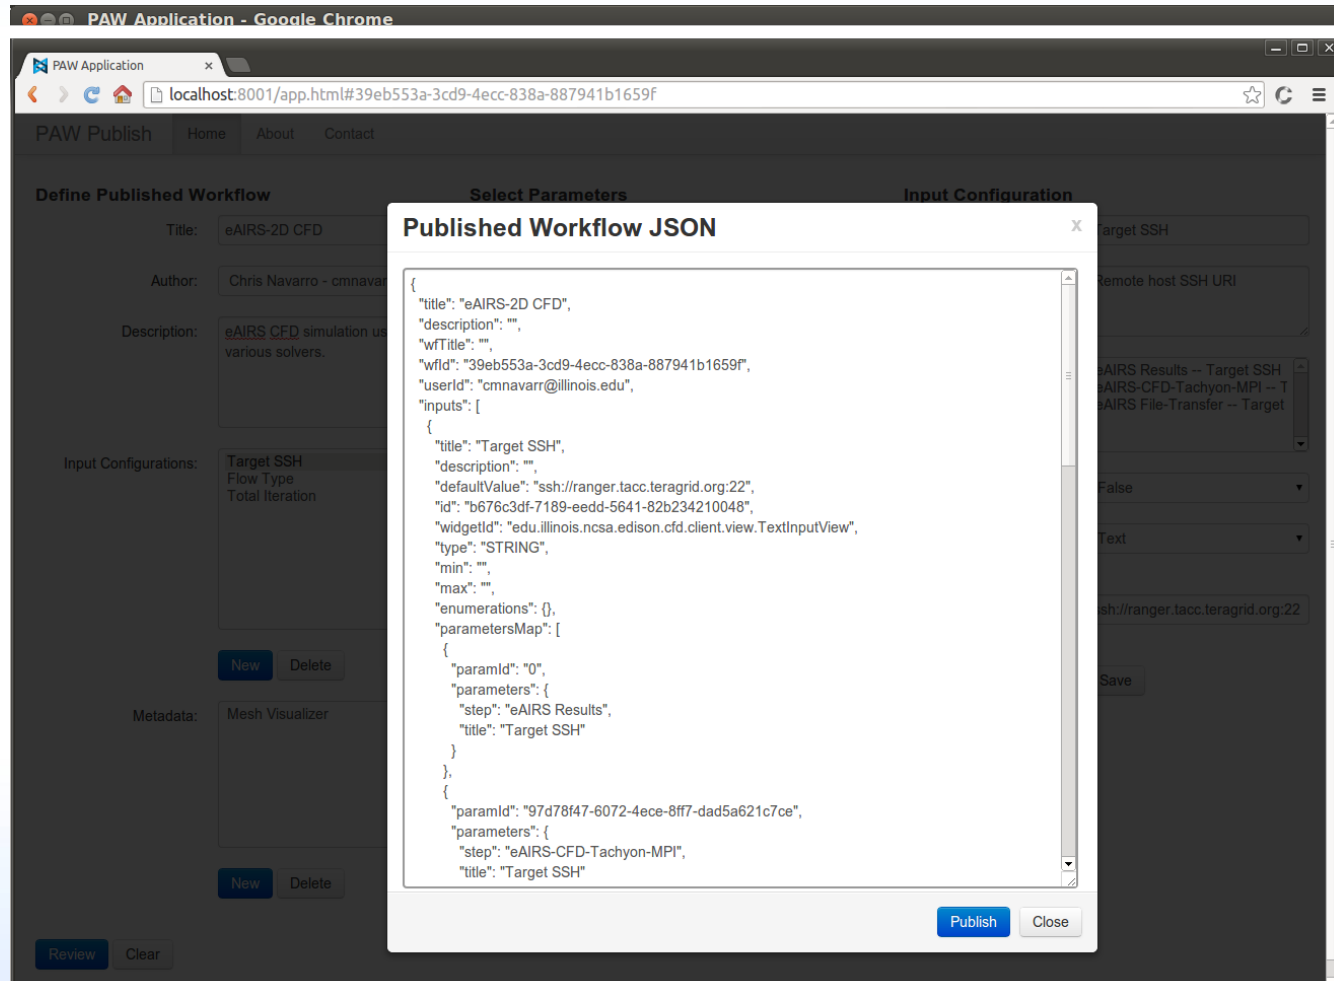 PAW Application - Google Chrome
PAW Application
localhost:8001/app.html#39eb553a-3cd9-4ecc-838a-887941b1659f
PAW Publish Home About Contact
Define Published Workflow
Select Parameters
Input Configuration
Title: eAIRS-2D CFD
Author: Chris Navarro - cmnavar
Description: eAIRS CFD simulation us
various solvers.
Input Configurations: Target SSH
Flow Type
Total Iteration
New Delete
Metadata: Mesh Visualizer
New Delete
Review Clear
Published Workflow JSON x
{
"title": "eAIRS-2D CFD",
"description": "",
"wfTitle": "",
"wfId": "39eb553a-3cd9-4ecc-838a-887941b1659f",
"userId": "cmnavarr@illinois.edu",
"inputs": [
{
"title": "Target SSH",
"description": "",
"defaultValue": "ssh://ranger.tacc.teragrid.org:22",
"id": "b676c3df-7189-eedd-5641-82b234210048",
"widgetId": "edu.illinois.ncsa.edison.cfd.client.view.TextInputView",
"type": "STRING",
"min": "",
"max": "",
"enumerations": {},
"parametersMap": [
{
"paramId": "0",
"parameters": {
"step": "eAIRS Results",
"title": "Target SSH"
}
},
{
"paramId": "97d78f47-6072-4ece-8ff7-dad5a621c7ce",
"parameters": {
"step": "eAIRS-CFD-Tachyon-MPI",
"title": "Target SSH"
Publish Close
Target SSH
Remote host SSH URI
eAIRS Results -- Target SSH
eAIRS-CFD-Tachyon-MPI -- T
eAIRS File-Transfer -- Target
False
Text
ssh://ranger.tacc.teragrid.org:22
Save